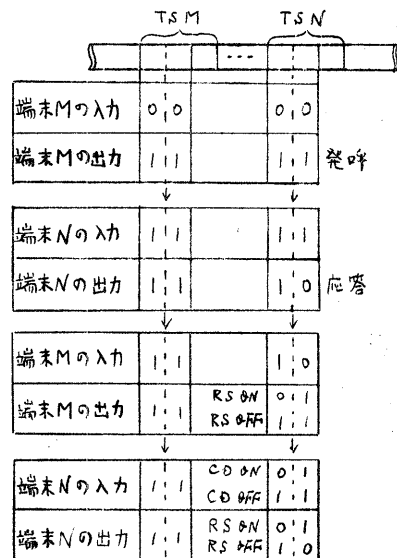 TSM TSN
...
端末Mの入力 0 0 0 0
端末Mの出力 1 1 1 1 発呼
端末Nの入力 1 1 1 1
端末Nの出力 1 1 1 0 応答
端末Mの入力 1 1 1 0
端末Mの出力 1 1 RS ON 0 1
RS OFF 1 1
端末Nの入力 1 1 CD ON 0 1
CD OFF 1 1
端末Nの出力 1 1 RS ON 0 1
RS OFF 1 0